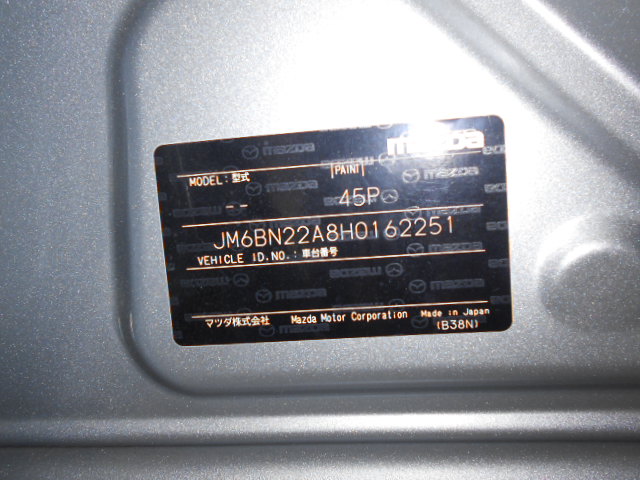 mazda
MODEL：型式 PAINT
-- 45P
JM6BN22A8H0162251
VEHICLE ID.NO.：車台番号
マツダ株式会社 Mazda Motor Corporation Made in Japan
(B38N)